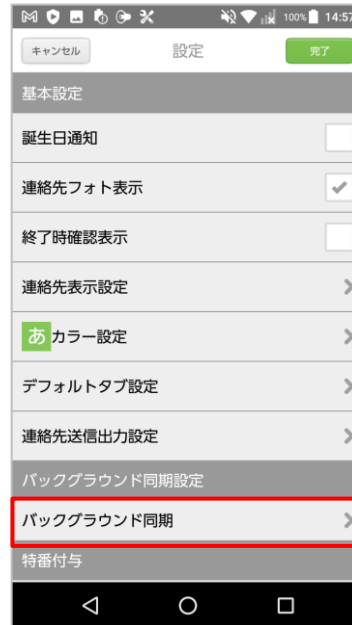 100% 14:57
キャンセル 設定 完了
基本設定
誕生日通知
連絡先フォト表示
終了時確認表示
連絡先表示設定
あ カラー設定
デフォルトタブ設定
連絡先送信出力設定
バックグラウンド同期設定
バックグラウンド同期
特番付与